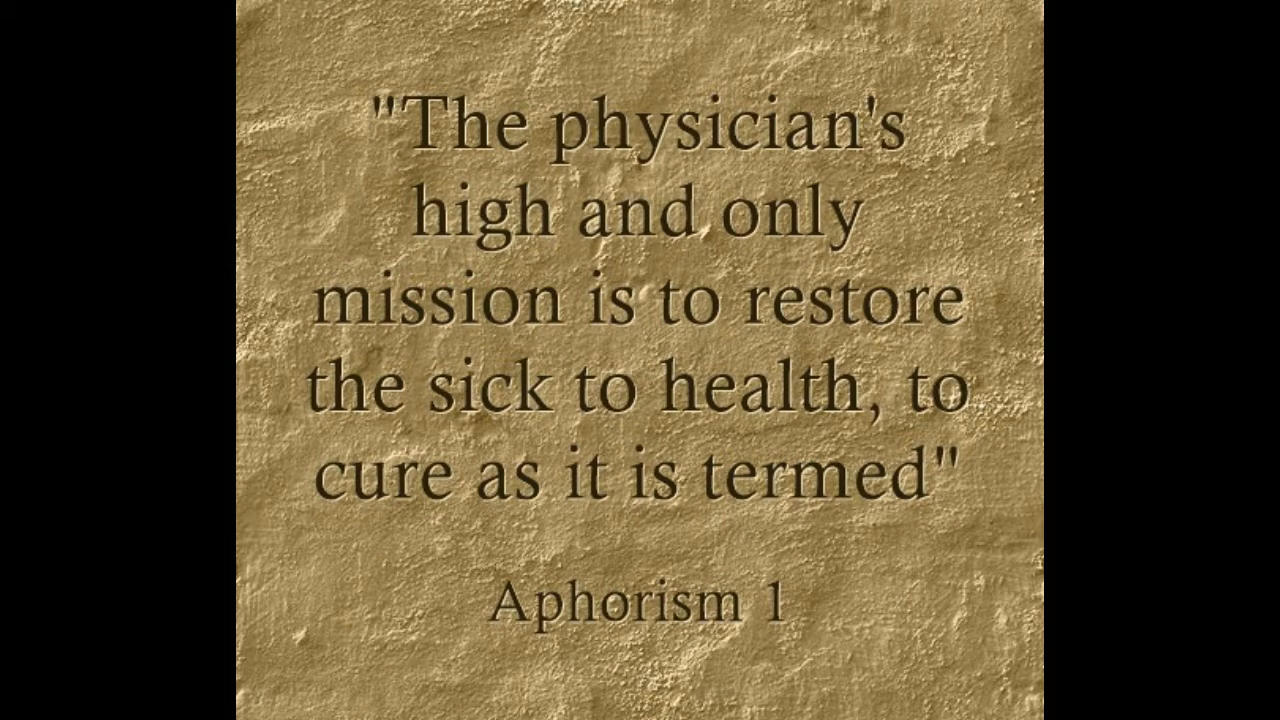 "The physician's
high and only
mission is to restore
the sick to health, to
cure as it is termed"
Aphorism 1